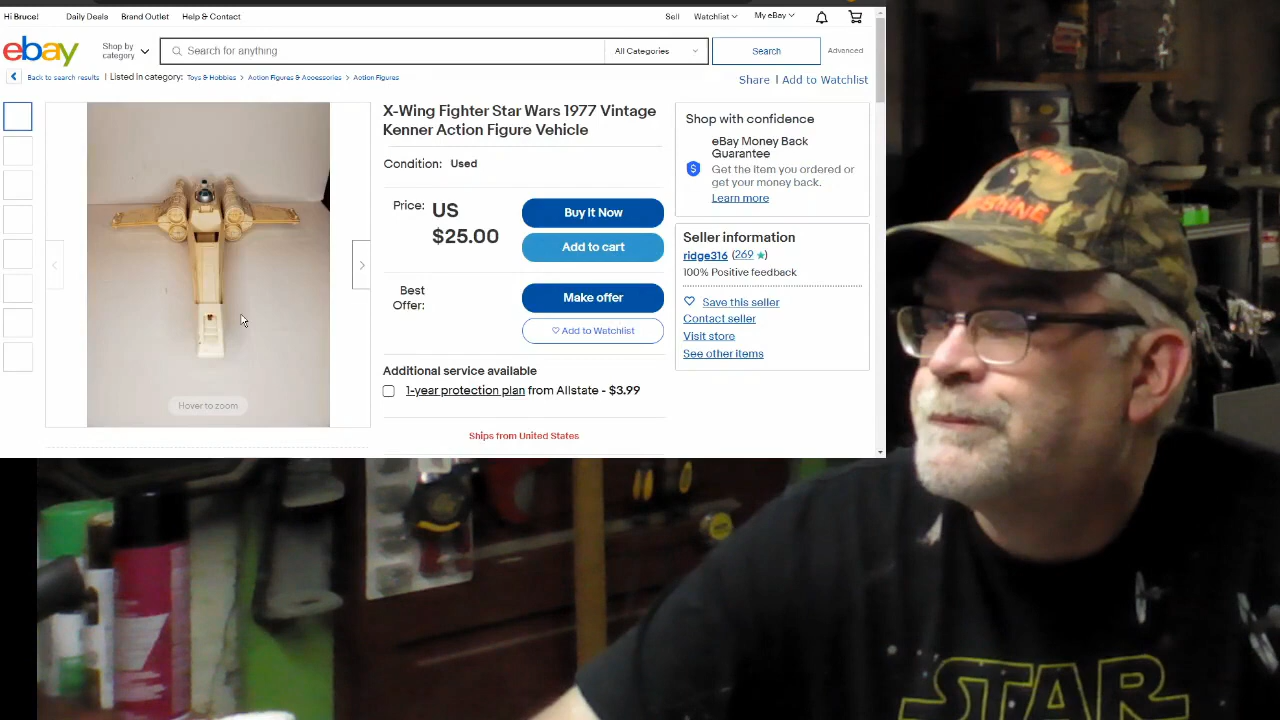 Hi Bruce! Daily Deals Brand Outlet Help & Contact Sell Watchlist My eBay
ebay Shop by category Search for anything All Categories Search Advanced
Back to search results | Listed in category: Toys & Hobbies > Action Figures & Accessories > Action Figures Share | Add to Watchlist
Hover to zoom
X-Wing Fighter Star Wars 1977 Vintage
Kenner Action Figure Vehicle
Condition: Used
Price: US $25.00
Buy It Now
Add to cart
Best Offer:
Make offer
Add to Watchlist
Additional service available
1-year protection plan from Allstate - $3.99
Ships from United States
Shop with confidence
eBay Money Back
Guarantee
Get the item you ordered or
get your money back.
Learn more
Seller information
ridge316 (269 ★)
100% Positive feedback
Save this seller
Contact seller
Visit store
See other items
STAR